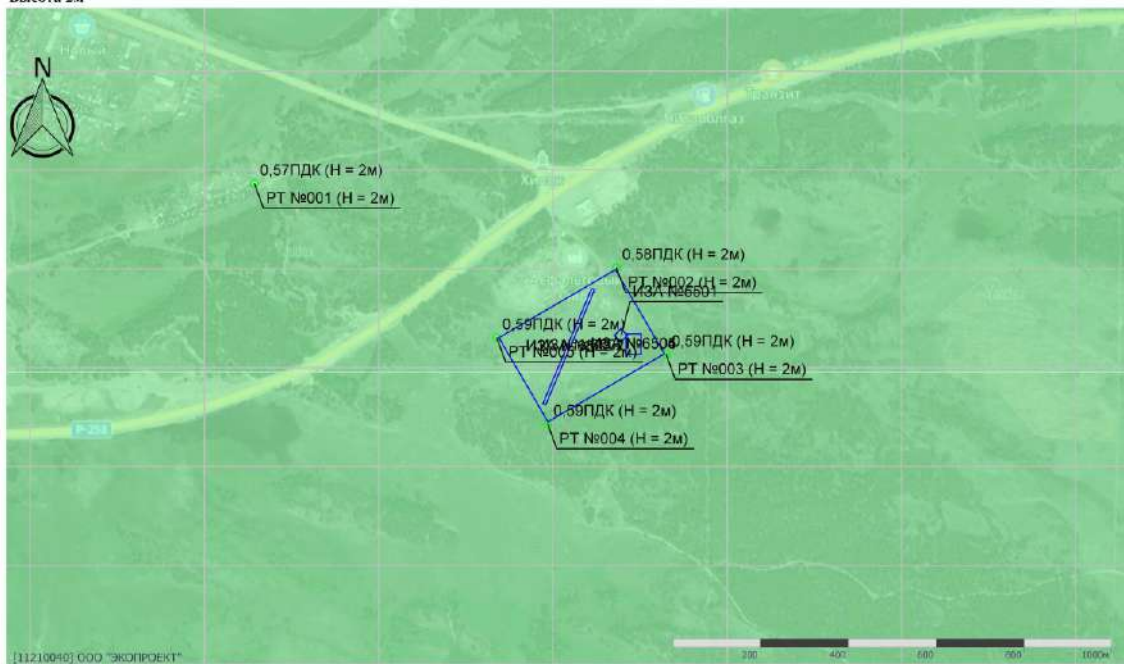 Высота 2м
N
Транзит
0,57ПДК (H = 2м)
РТ №001 (H = 2м)
0,58ПДК (H = 2м)
РТ №002 (H = 2м)
ИЗА №6501
0,59ПДК (H = 2м)
РТ №005 (H = 2м)
0,59ПДК (H = 2м)
РТ №003 (H = 2м)
0,59ПДК (H = 2м)
РТ №004 (H = 2м)
Р-258
[11210040] ООО "ЭКОПРОЕКТ"
200 400 600 800 1000м